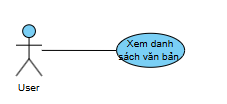 Xem danh
sách văn bản
User